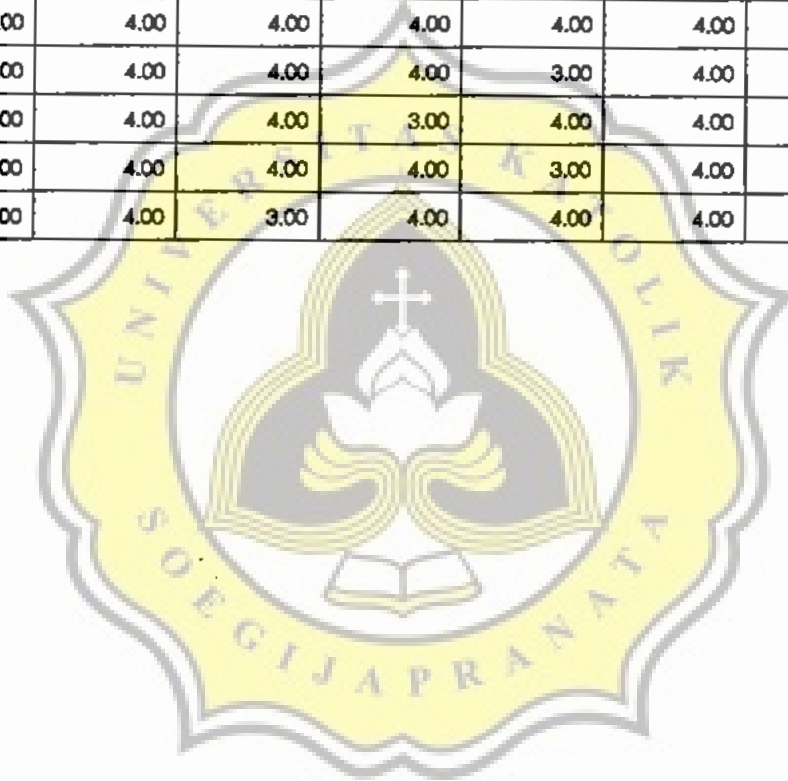 00 4.00 4.00 4.00 4.00 4.00
00 4.00 4.00 4.00 3.00 4.00
00 4.00 4.00 3.00 4.00 4.00
00 4.00 4.00 4.00 3.00 4.00
00 4.00 3.00 4.00 4.00 4.00
UNIVERSITAS KATOLIK
SOEGIJAPRANATA